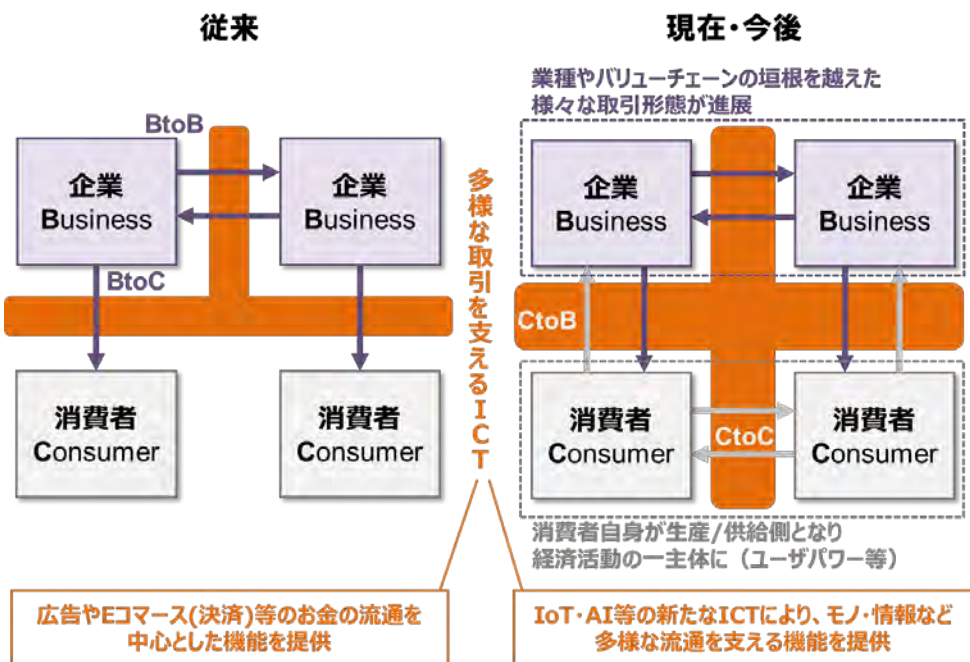 従来
BtoB
企業
Business
企業
Business
BtoC
消費者
Consumer
消費者
Consumer
広告やEコマース(決済)等のお金の流通を
中心とした機能を提供
多様な取引を支えるICT
現在・今後
業種やバリューチェーンの垣根を越えた
様々な取引形態が進展
企業
Business
企業
Business
CtoB
消費者
Consumer
CtoC
消費者
Consumer
消費者自身が生産/供給側となり
経済活動の一主体に（ユーザパワー等）
IoT・AI等の新たなICTにより、モノ・情報など
多様な流通を支える機能を提供